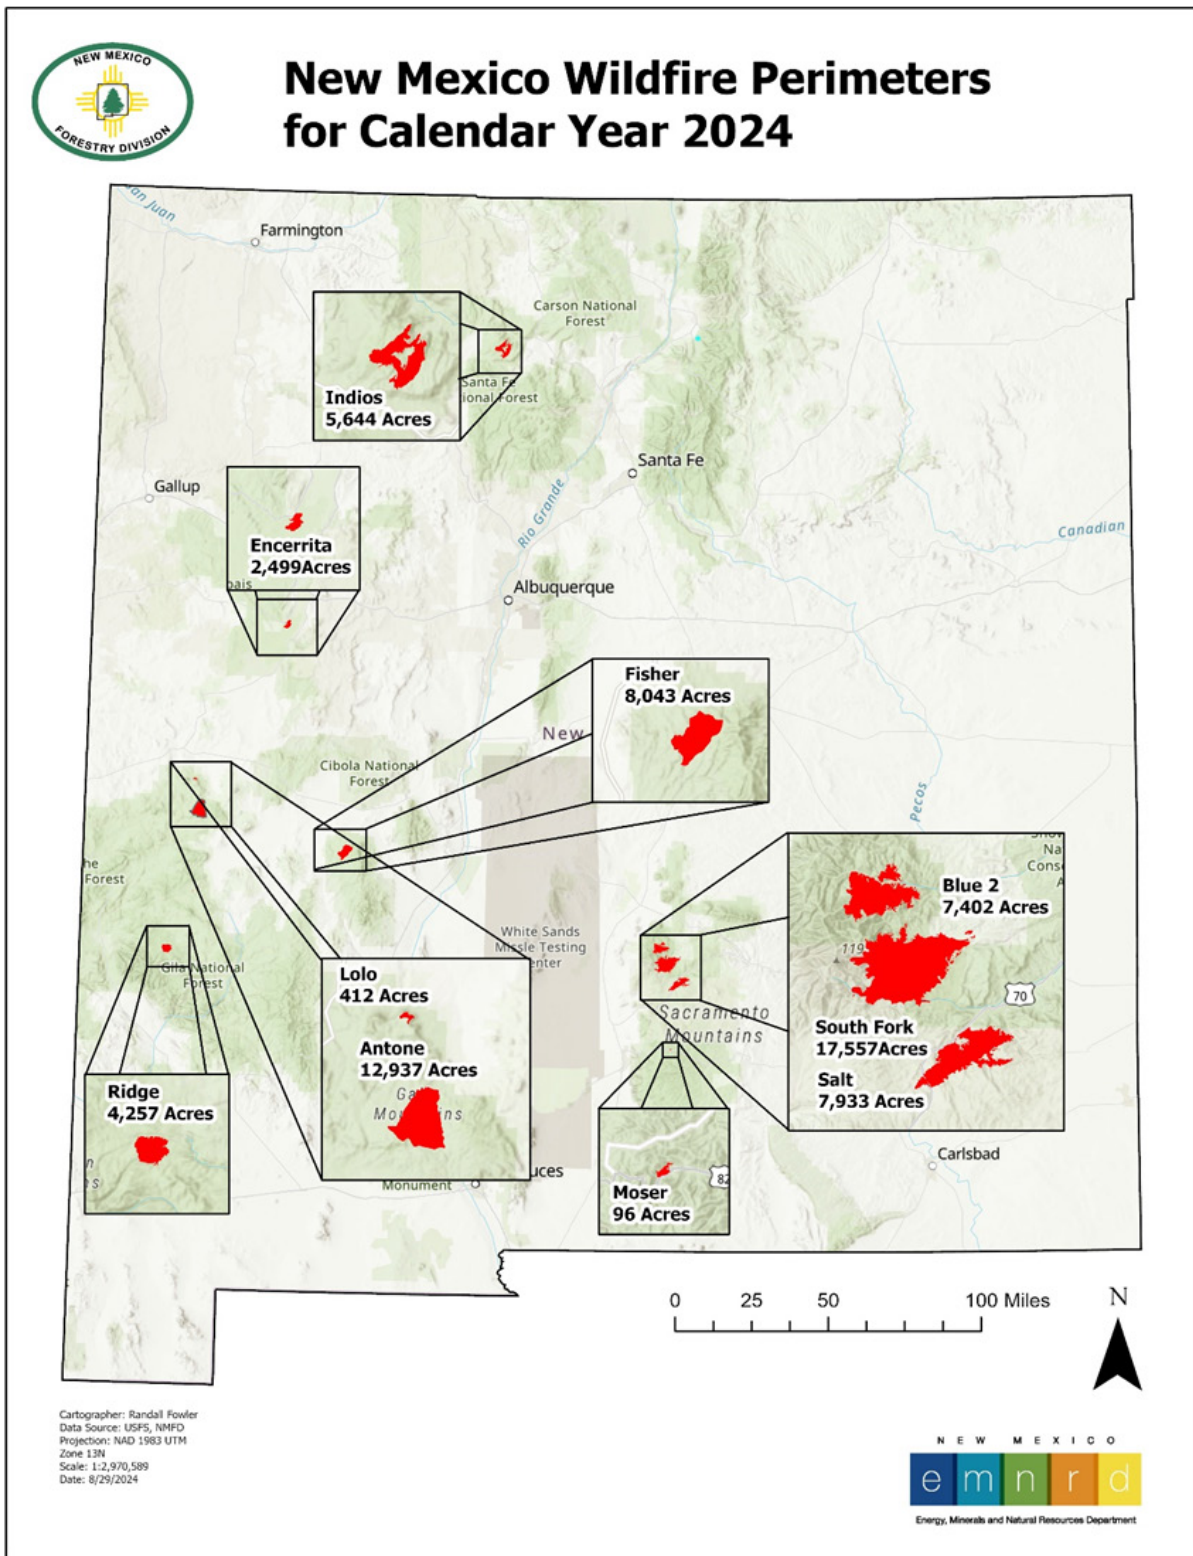 NEW MEXICO
FORESTRY DIVISION
New Mexico Wildfire Perimeters
for Calendar Year 2024
San Juan
Farmington
Carson National
Forest
Indios
5,644 Acres
Santa Fe
ional Forest
Santa Fe
Gallup
Rio Grande
Canadian
Encerrita
2,499Acres
Albuquerque
Fisher
8,043 Acres
New
Cibola National
Forest
Pecos
he
Forest
Blue 2
7,402 Acres
119
70
South Fork
17,557Acres
Salt
7,933 Acres
White Sands
Missle Testing
enter
Gila National
Forest
Lolo
412 Acres
Antone
12,937 Acres
Sacramento
Mountains
Ridge
4,257 Acres
Moser
96 Acres
82
Carlsbad
uces
Monument
0 25 50 100 Miles
N
Cartographer: Randall Fowler
Data Source: USFS, NMFD
Projection: NAD 1983 UTM
Zone 13N
Scale: 1:2,970,589
Date: 8/29/2024
NEW MEXICO
emnrd
Energy, Minerals and Natural Resources Department